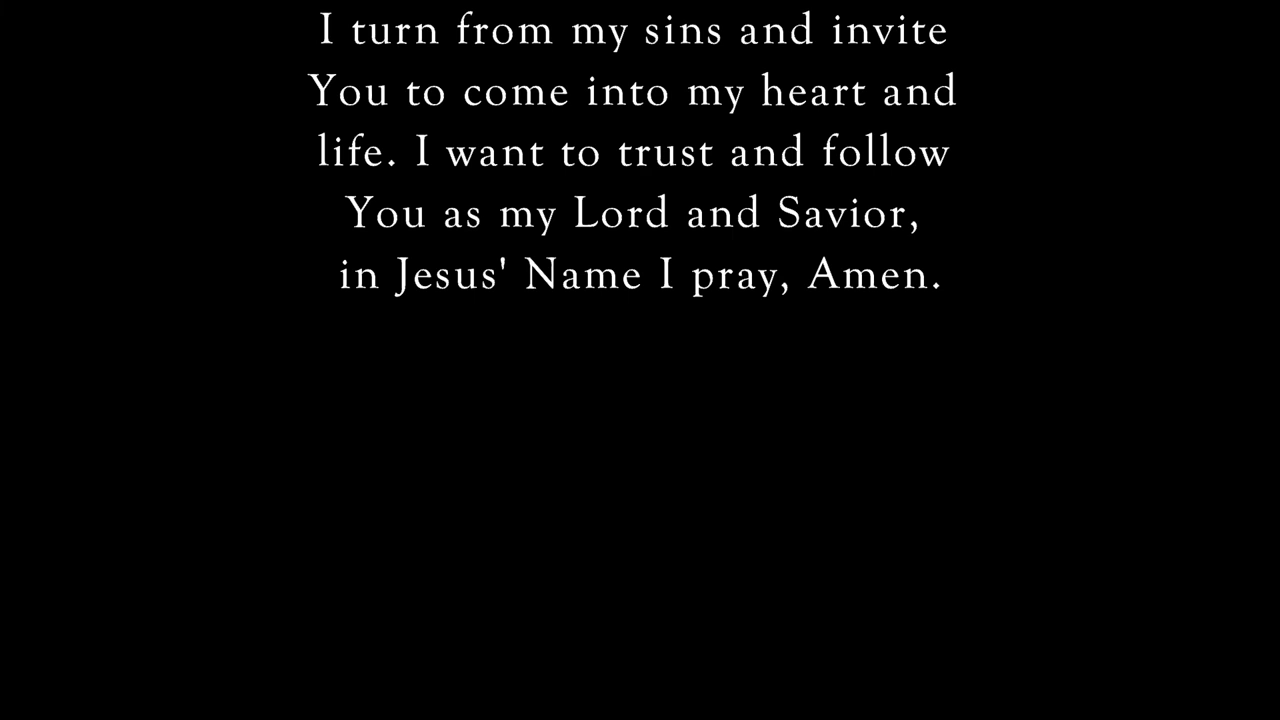 I turn from my sins and invite
You to come into my heart and
life. I want to trust and follow
You as my Lord and Savior,
in Jesus' Name I pray, Amen.